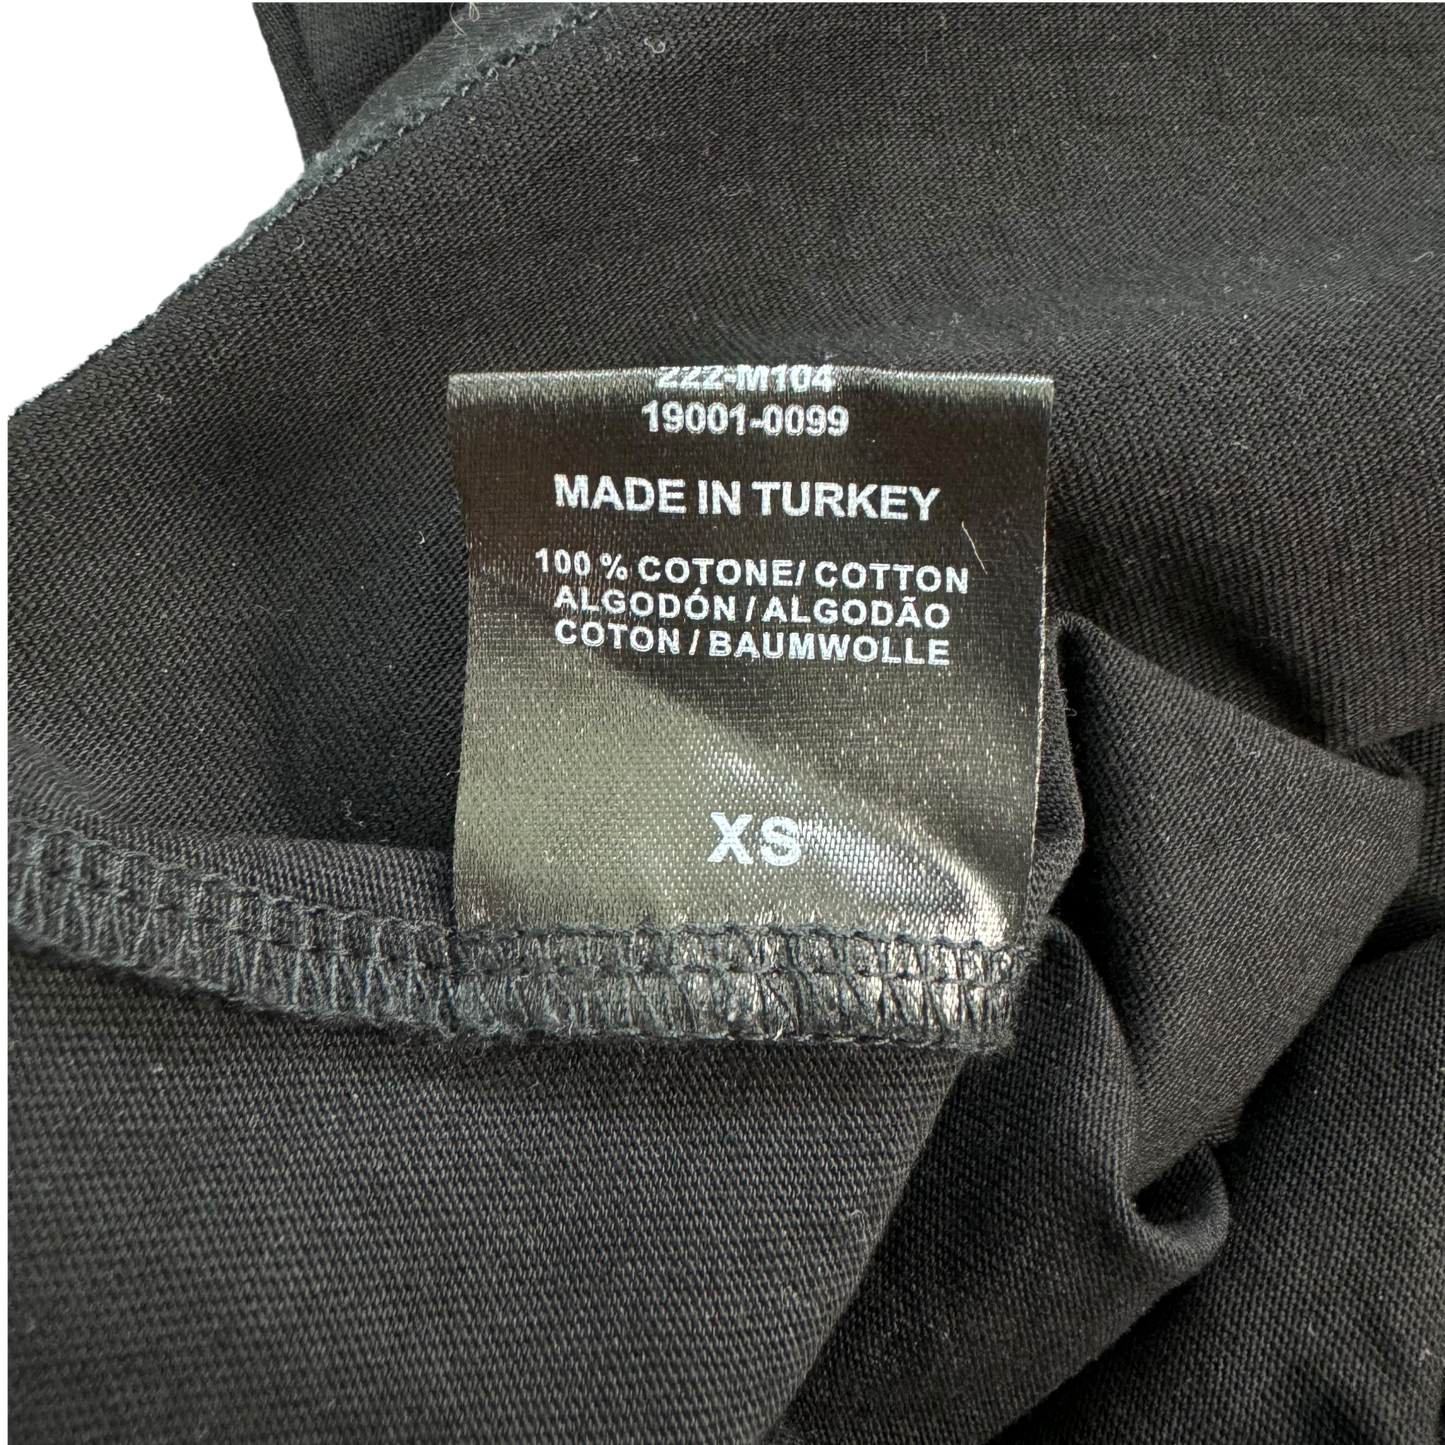 222-M104
19001-0099
MADE IN TURKEY
100 % COTONE/ COTTON
ALGODÓN / ALGODÃO
COTON / BAUMWOLLE
XS